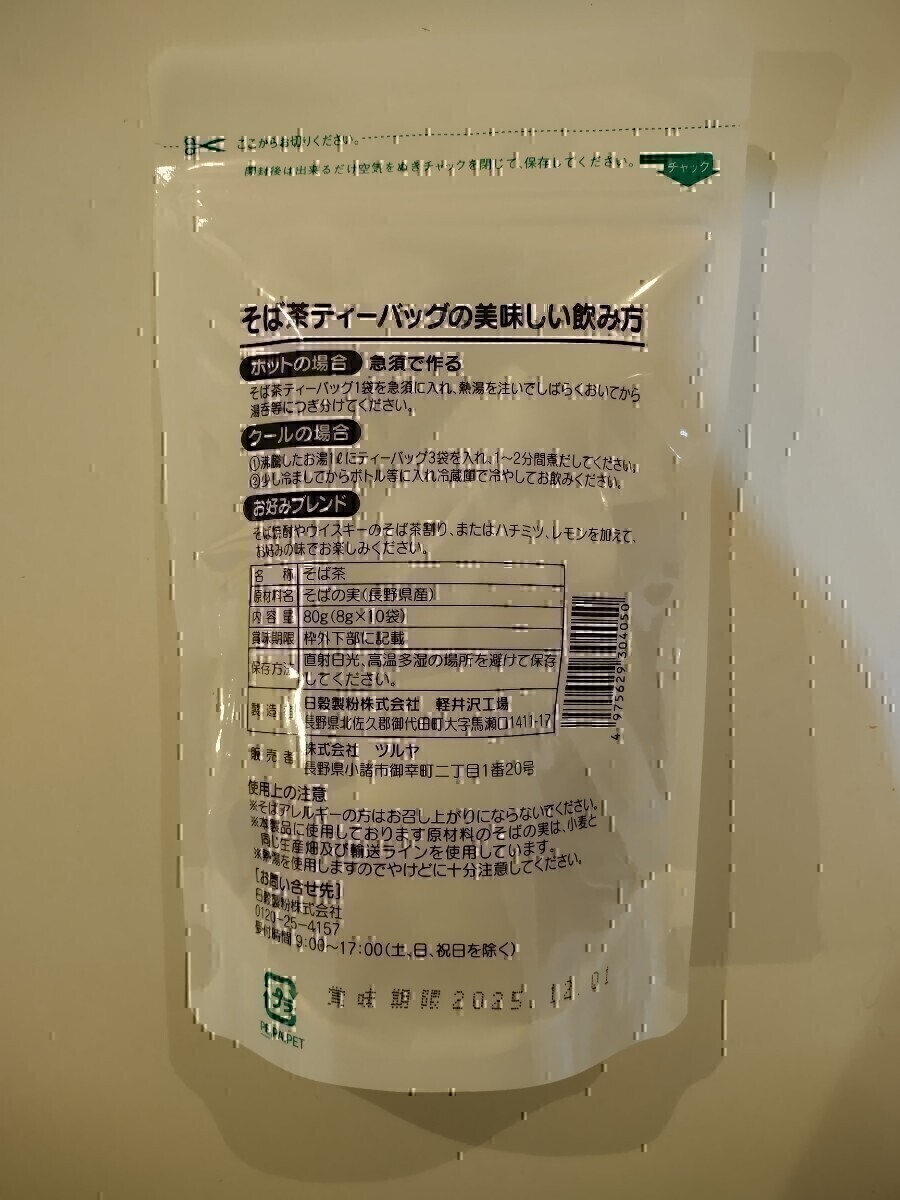 ここからお切りください。
開封後は出来るだけ空気をぬきチャックを閉じて、保存してください。
チャック
そば茶ティーバッグの美味しい飲み方
ホットの場合 急須で作る
そば茶ティーバッグ1袋を急須に入れ、熱湯を注いでしばらくおいてから
湯呑等につぎ分けてください。
クールの場合
①沸騰したお湯1ℓにティーバッグ3袋を入れ、1〜2分間煮だしてください。
②少し冷ましてからボトル等に入れ冷蔵庫で冷やしてお飲みください。
お好みブレンド
そば焼酎やウイスキーのそば茶割り、またはハチミツ、レモンを加えて、
お好みの味でお楽しみください。
名称 そば茶
原材料名 そばの実(長野県産)
内容量 80g(8g×10袋)
賞味期限 枠外下部に記載
保存方法 直射日光、高温多湿の場所を避けて保存
してください。
製造者 日穀製粉株式会社 軽井沢工場
長野県北佐久郡御代田町大字馬瀬口1411-17
販売者 株式会社 ツルヤ
長野県小諸市御幸町二丁目1番20号
4 975629 304050
使用上の注意
※そばアレルギーの方はお召し上がりにならないでください。
※本製品に使用しております原材料のそばの実は、小麦と
同じ生産畑及び輸送ラインを使用しています。
※熱湯を使用しますのでやけどに十分注意してください。
[お問い合せ先]
日穀製粉株式会社
0120-25-4157
受付時間 9:00〜17:00(土、日、祝日を除く)
賞味期限 2025.12.01
プラ
PE,PA,PET